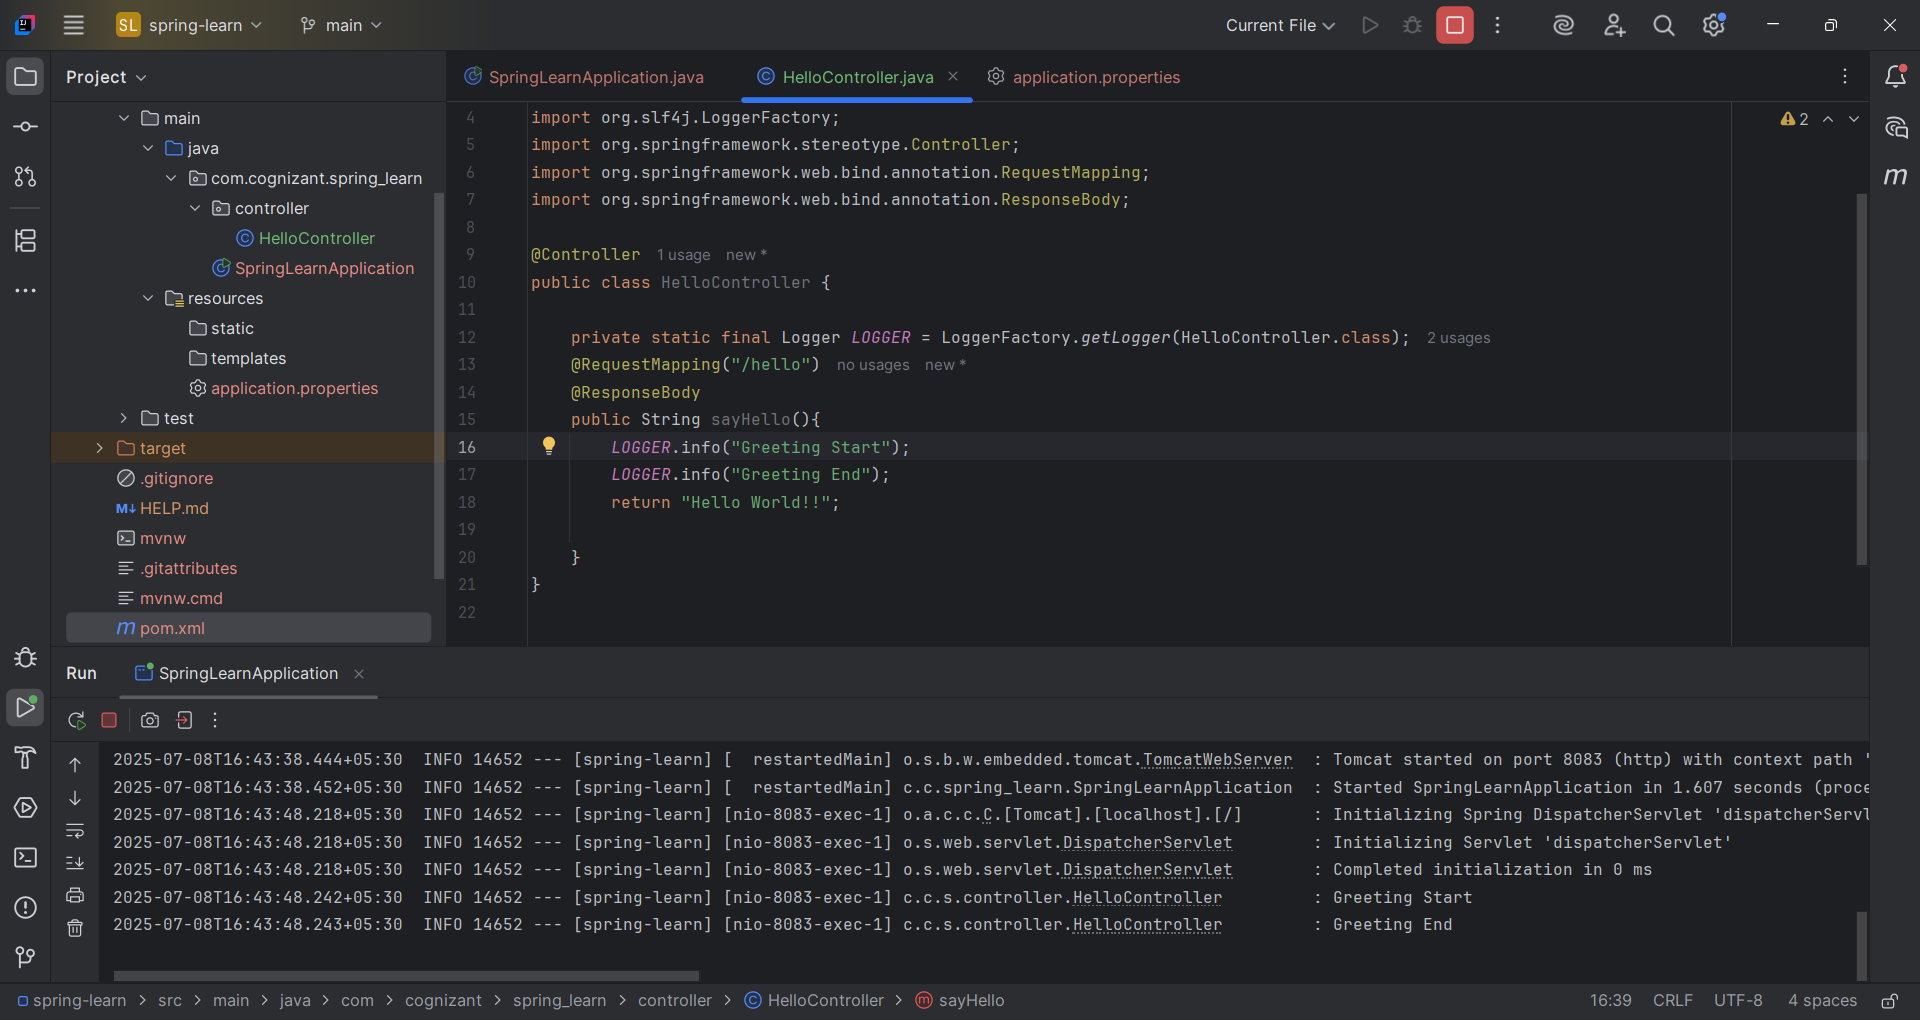 SL spring-learn main Current File
Project
main
java
com.cognizant.spring_learn
controller
HelloController
SpringLearnApplication
resources
static
templates
application.properties
test
target
.gitignore
M↓ HELP.md
mvnw
.gitattributes
mvnw.cmd
m pom.xml
SpringLearnApplication.java HelloController.java application.properties
4 import org.slf4j.LoggerFactory;
5 import org.springframework.stereotype.Controller;
6 import org.springframework.web.bind.annotation.RequestMapping;
7 import org.springframework.web.bind.annotation.ResponseBody;
8
9 @Controller 1 usage new *
10 public class HelloController {
11
12 private static final Logger LOGGER = LoggerFactory.getLogger(HelloController.class); 2 usages
13 @RequestMapping("/hello") no usages new *
14 @ResponseBody
15 public String sayHello(){
16 LOGGER.info("Greeting Start");
17 LOGGER.info("Greeting End");
18 return "Hello World!!";
19
20 }
21 }
22
2
m
Run SpringLearnApplication
2025-07-08T16:43:38.444+05:30 INFO 14652 --- [spring-learn] [ restartedMain] o.s.b.w.embedded.tomcat.TomcatWebServer : Tomcat started on port 8083 (http) with context path '
2025-07-08T16:43:38.452+05:30 INFO 14652 --- [spring-learn] [ restartedMain] c.c.spring_learn.SpringLearnApplication : Started SpringLearnApplication in 1.607 seconds (proce
2025-07-08T16:43:48.218+05:30 INFO 14652 --- [spring-learn] [nio-8083-exec-1] o.a.c.c.C.[Tomcat].[localhost].[/] : Initializing Spring DispatcherServlet 'dispatcherServl
2025-07-08T16:43:48.218+05:30 INFO 14652 --- [spring-learn] [nio-8083-exec-1] o.s.web.servlet.DispatcherServlet : Initializing Servlet 'dispatcherServlet'
2025-07-08T16:43:48.218+05:30 INFO 14652 --- [spring-learn] [nio-8083-exec-1] o.s.web.servlet.DispatcherServlet : Completed initialization in 0 ms
2025-07-08T16:43:48.242+05:30 INFO 14652 --- [spring-learn] [nio-8083-exec-1] c.c.s.controller.HelloController : Greeting Start
2025-07-08T16:43:48.243+05:30 INFO 14652 --- [spring-learn] [nio-8083-exec-1] c.c.s.controller.HelloController : Greeting End
spring-learn > src > main > java > com > cognizant > spring_learn > controller > HelloController > sayHello 16:39 CRLF UTF-8 4 spaces